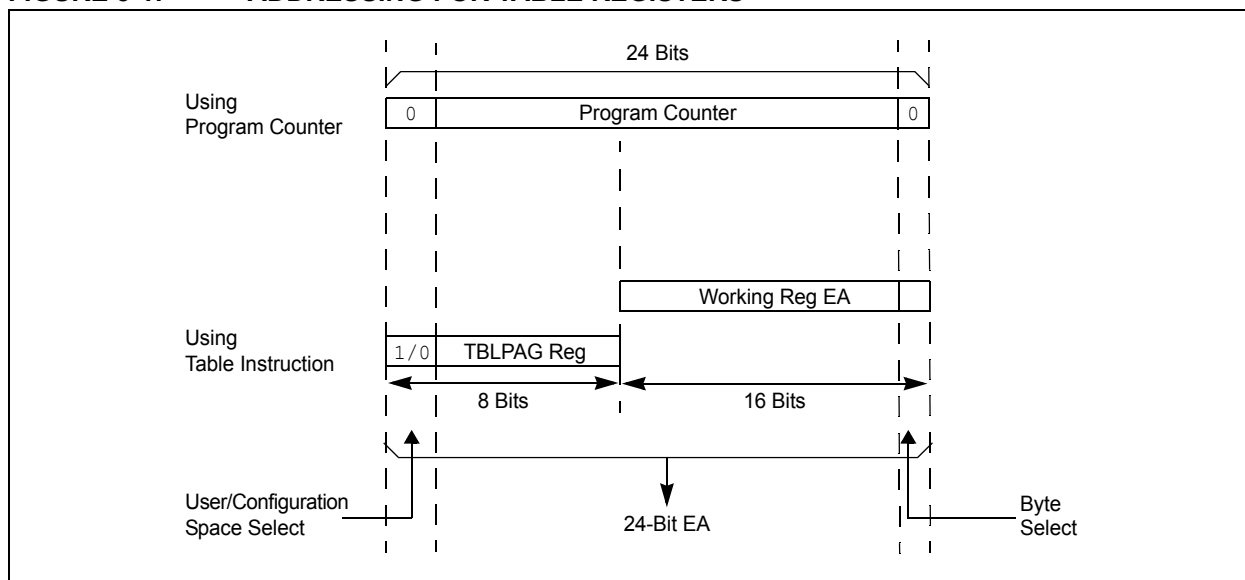 24 Bits
Using
Program Counter
0 Program Counter 0
Working Reg EA
Using
Table Instruction
1/0 TBLPAG Reg
8 Bits 16 Bits
User/Configuration
Space Select
24-Bit EA
Byte
Select